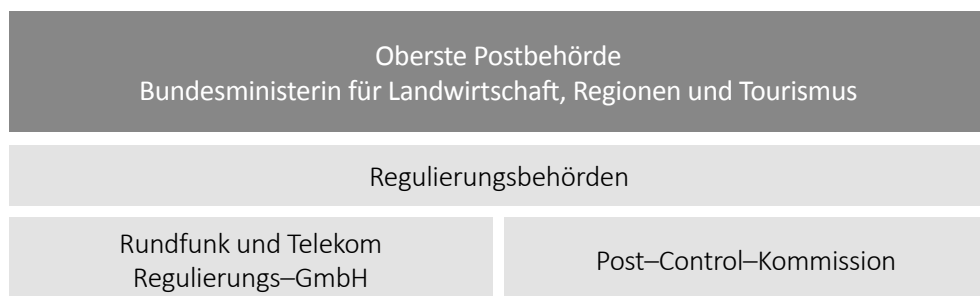 Oberste Postbehörde
Bundesministerin für Landwirtschaft, Regionen und Tourismus
Regulierungsbehörden
Rundfunk und Telekom
Regulierungs–GmbH
Post–Control–Kommission